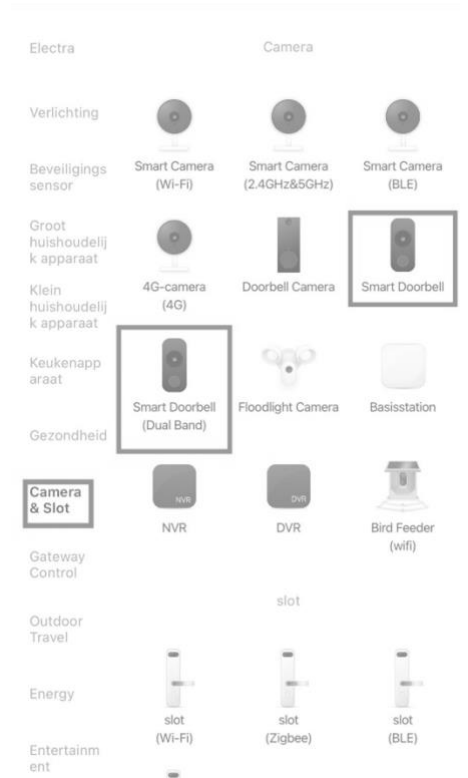 Electra
Verlichting
Beveiligings
sensor
Groot
huishoudelij
k apparaat
Klein
huishoudelij
k apparaat
Keukenapp
araat
Gezondheid
Camera
& Slot
Gateway
Control
Outdoor
Travel
Energy
Entertainm
ent
Camera
Smart Camera
(Wi-Fi)
Smart Camera
(2.4GHz&5GHz)
Smart Camera
(BLE)
4G-camera
(4G)
Doorbell Camera
Smart Doorbell
Smart Doorbell
(Dual Band)
Floodlight Camera
Basisstation
NVR
NVR
DVR
DVR
Bird Feeder
(wifi)
slot
slot
(Wi-Fi)
slot
(Zigbee)
slot
(BLE)